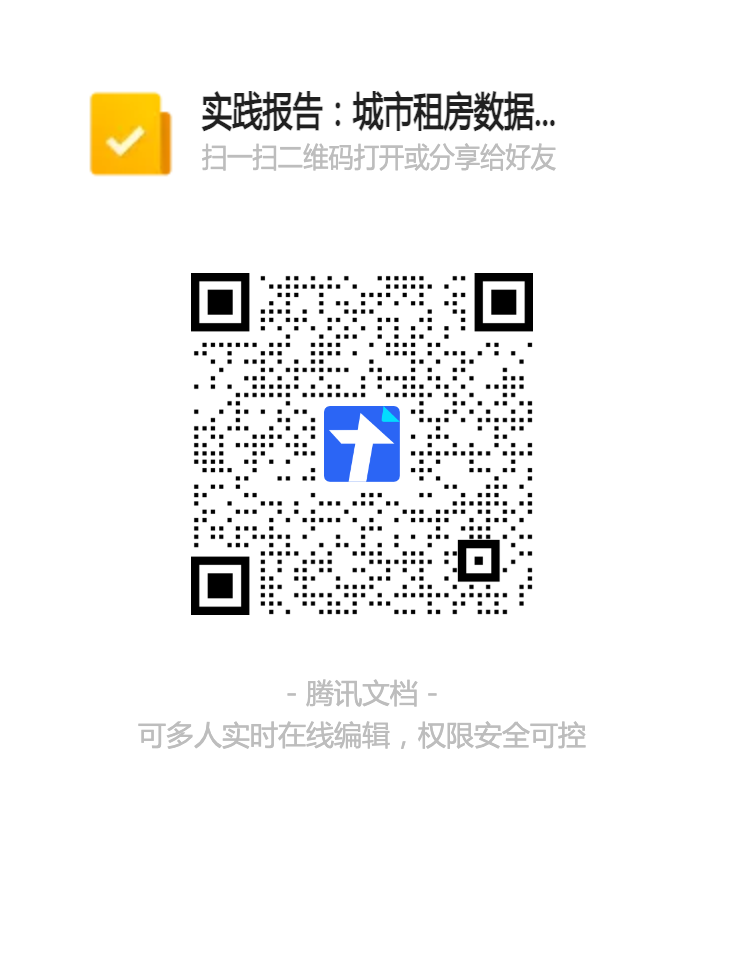 实践报告：城市租房数据...
扫一扫二维码打开或分享给好友
- 腾讯文档 -
可多人实时在线编辑，权限安全可控